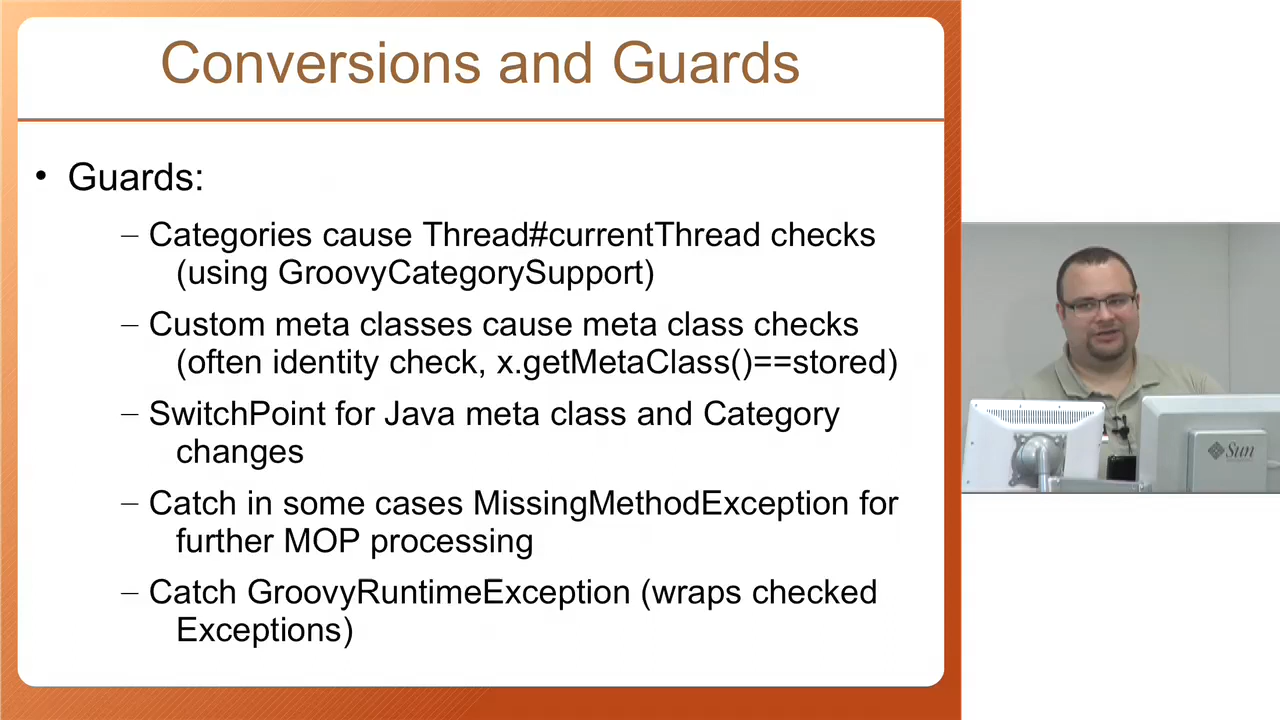 Conversions and Guards
• Guards:
– Categories cause Thread#currentThread checks
(using GroovyCategorySupport)
– Custom meta classes cause meta class checks
(often identity check, x.getMetaClass()==stored)
– SwitchPoint for Java meta class and Category
changes
– Catch in some cases MissingMethodException for
further MOP processing
– Catch GroovyRuntimeException (wraps checked
Exceptions)
Sun